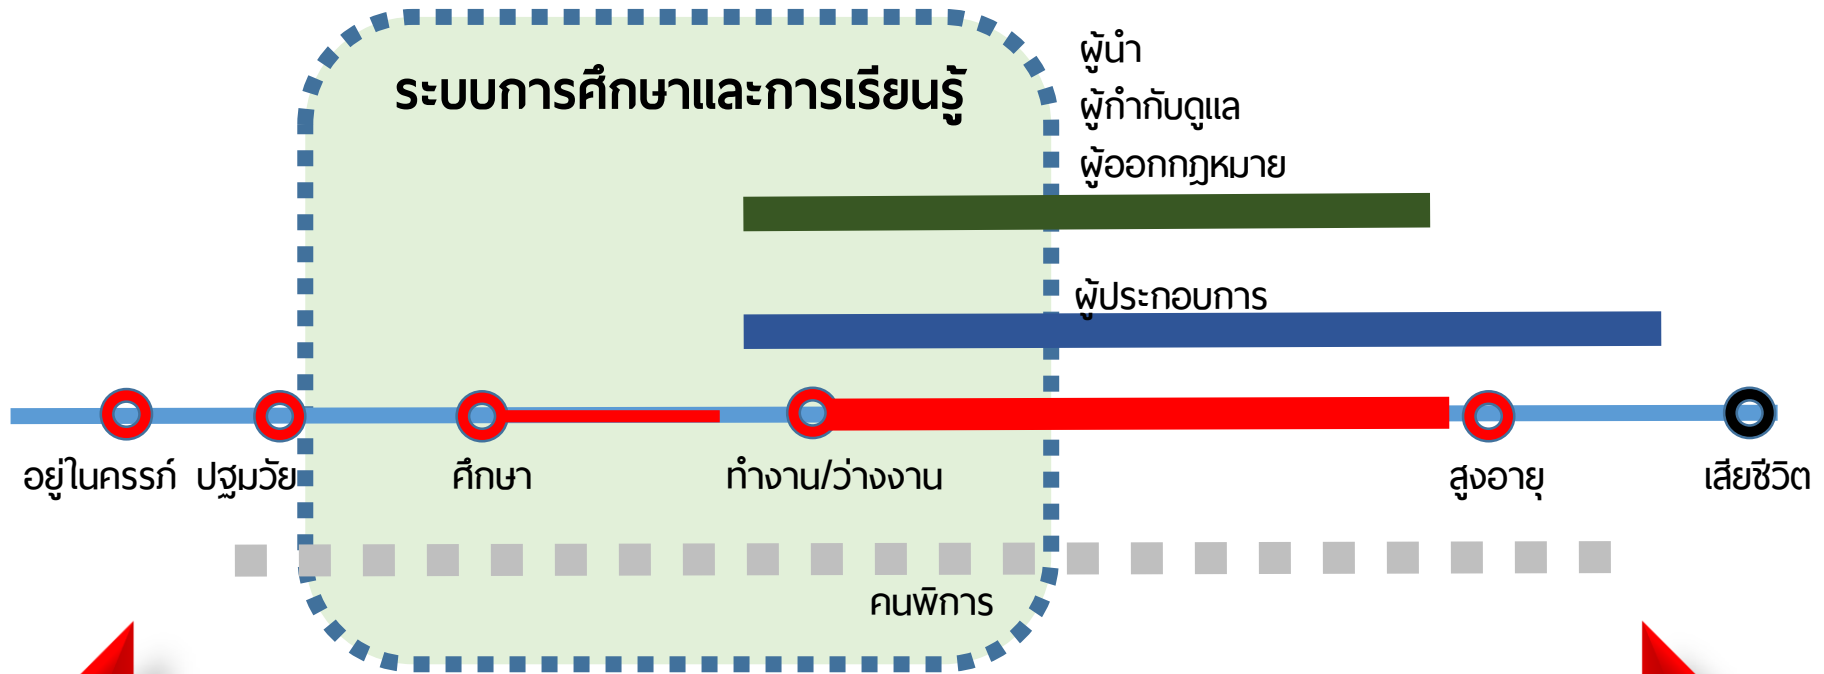 ระบบการศึกษาและการเรียนรู้
ผู้นำ
ผู้กำกับดูแล
ผู้ออกกฎหมาย
ผู้ประกอบการ
อยู่ในครรภ์
ปฐมวัย
ศึกษา
ทำงาน/ว่างงาน
สูงอายุ
เสียชีวิต
คนพิการ